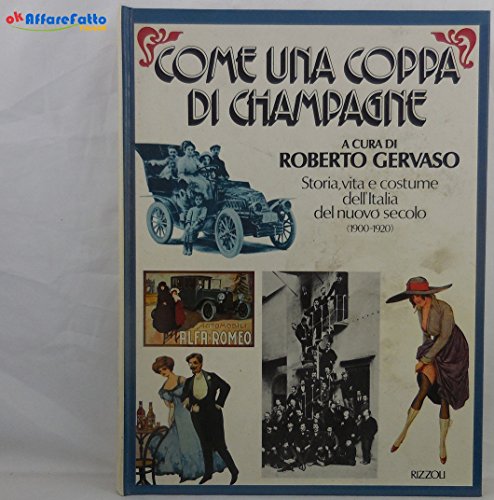 okAffareFatto
COME UNA COPPA
DI CHAMPAGNE
A CURA DI
ROBERTO GERVASO
Storia, vita e costume
dell'Italia
del nuovo secolo
(1900-1920)
AUTOMOBILI
ALFA-ROMEO
RIZZOLI